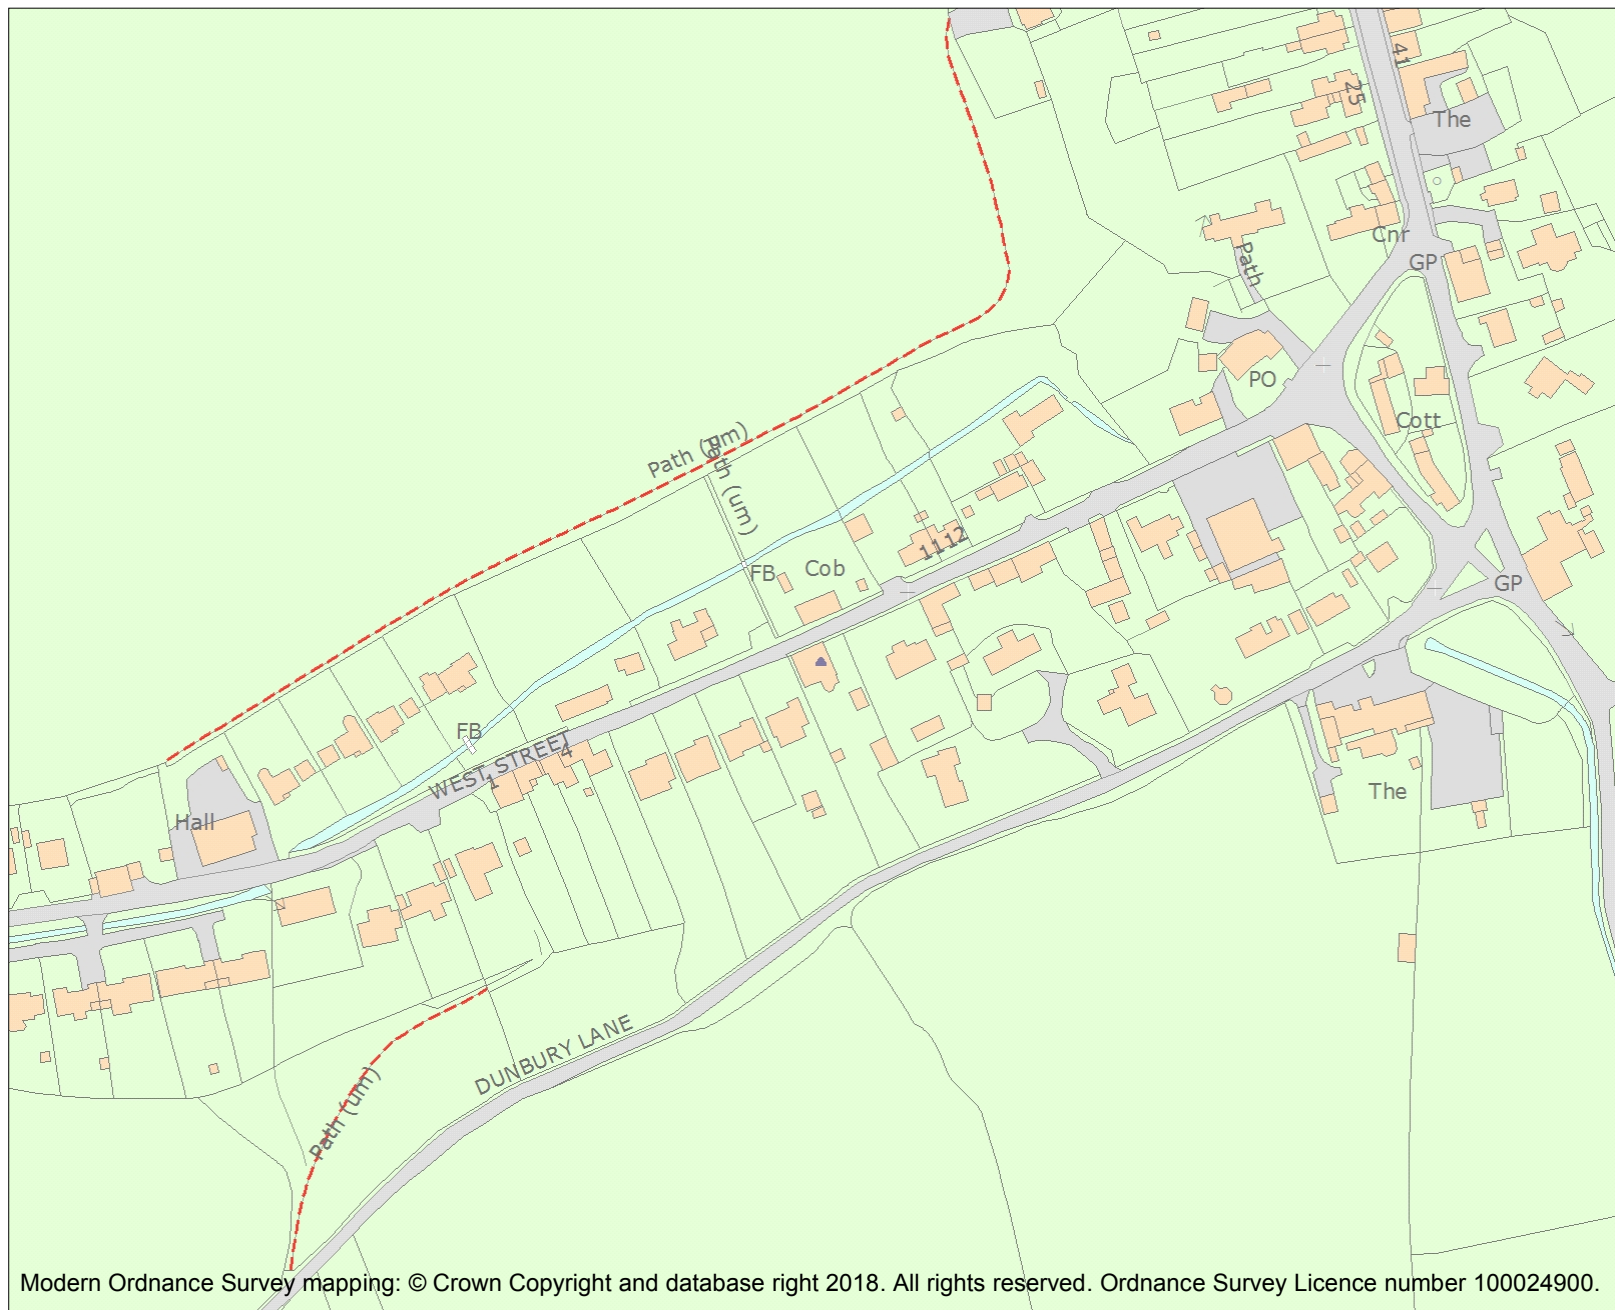 41
25
The
Cnr
Path
GP
PO
Cott
Path (um)
Path (um)
1112
FB
Cob
GP
FB
WEST STREET
1
4
The
Hall
DUNBURY LANE
Path (um)
Modern Ordnance Survey mapping: © Crown Copyright and database right 2018. All rights reserved. Ordnance Survey Licence number 100024900.